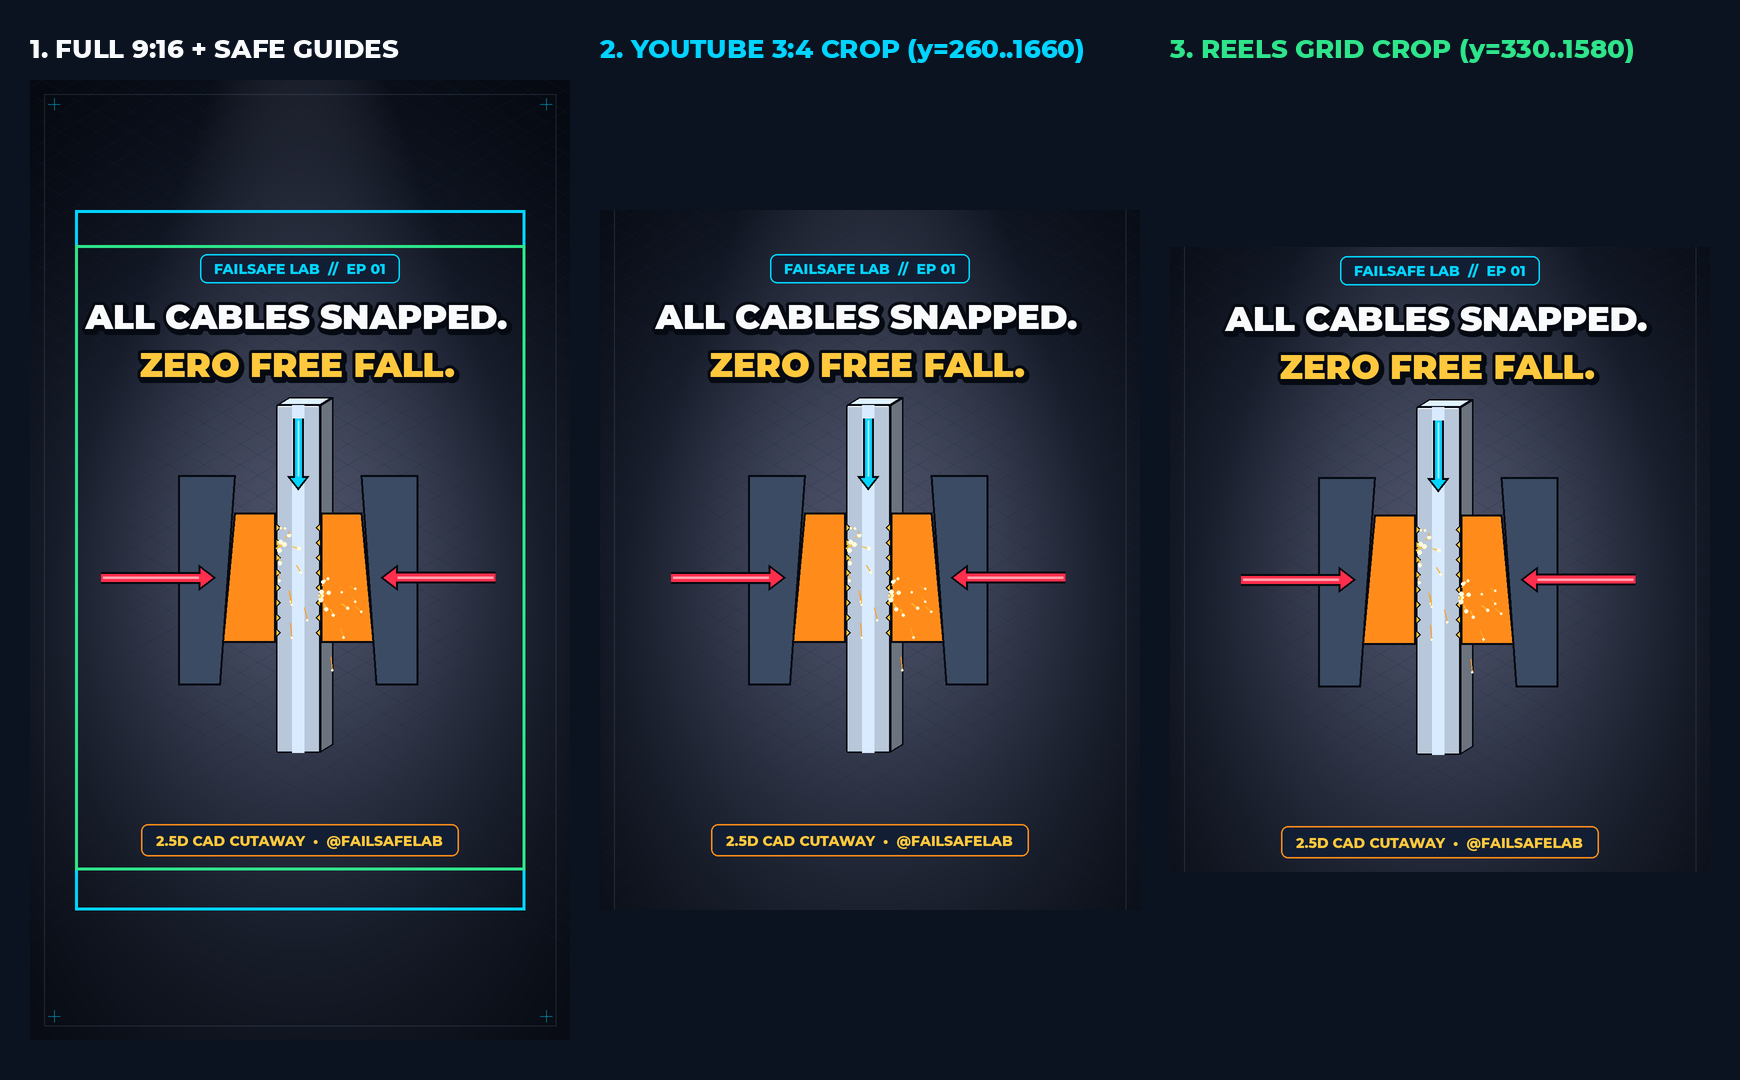 1. FULL 9:16 + SAFE GUIDES
FAILSAFE LAB // EP 01
ALL CABLES SNAPPED.
ZERO FREE FALL.
2.5D CAD CUTAWAY • @FAILSAFELAB
2. YOUTUBE 3:4 CROP (y=260..1660)
FAILSAFE LAB // EP 01
ALL CABLES SNAPPED.
ZERO FREE FALL.
2.5D CAD CUTAWAY • @FAILSAFELAB
3. REELS GRID CROP (y=330..1580)
FAILSAFE LAB // EP 01
ALL CABLES SNAPPED.
ZERO FREE FALL.
2.5D CAD CUTAWAY • @FAILSAFELAB